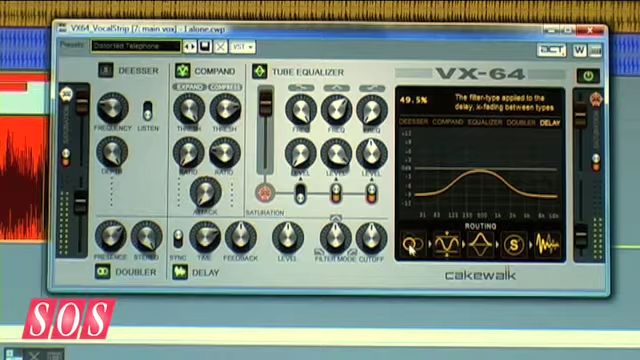 VX64_VocalStrip [7: main vox] - I alone.cwp
Presets: Distorted Telephone VST
ACT W
DEESSER COMPAND TUBE EQUALIZER VX-64
EXPAND COMPRESS
49.5% The filter-type applied to the
delay, x-fading between types
DEESSER COMPAND EQUALIZER DOUBLER DELAY
SATURATION
FREQUENCY LISTEN THRESH THRESH FREQ FREQ FREQ
DEPTH RATIO RATIO LEVEL LEVEL LEVEL
ATTACK SATURATION
ROUTING
S
PRESENCE STEREO SYNC TIME FEEDBACK LEVEL FILTER MODE CUTOFF
DOUBLER DELAY cakewalk
SOS